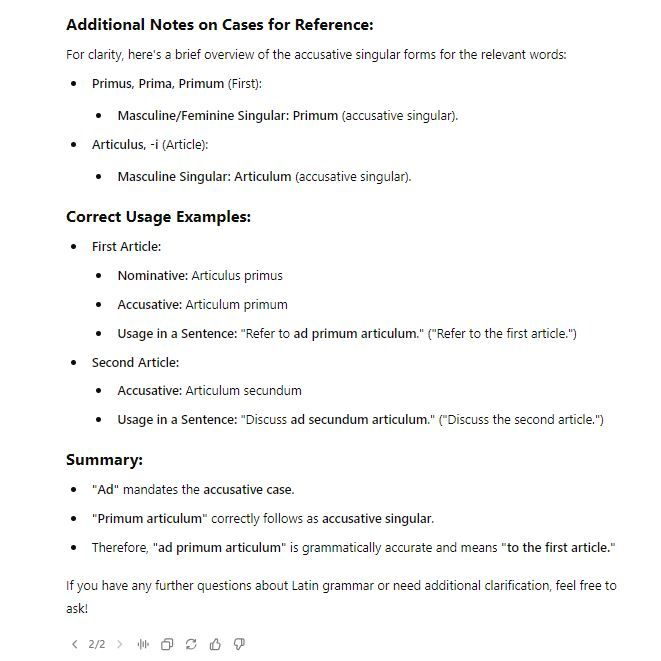 Additional Notes on Cases for Reference:
For clarity, here's a brief overview of the accusative singular forms for the relevant words:
Primus, Prima, Primum (First):
Masculine/Feminine Singular: Primum (accusative singular).
Articulus, -i (Article):
Masculine Singular: Articulum (accusative singular).
Correct Usage Examples:
First Article:
Nominative: Articulus primus
Accusative: Articulum primum
Usage in a Sentence: "Refer to ad primum articulum." ("Refer to the first article.")
Second Article:
Accusative: Articulum secundum
Usage in a Sentence: "Discuss ad secundum articulum." ("Discuss the second article.")
Summary:
"Ad" mandates the accusative case.
"Primum articulum" correctly follows as accusative singular.
Therefore, "ad primum articulum" is grammatically accurate and means "to the first article."
If you have any further questions about Latin grammar or need additional clarification, feel free to
ask!
2/2